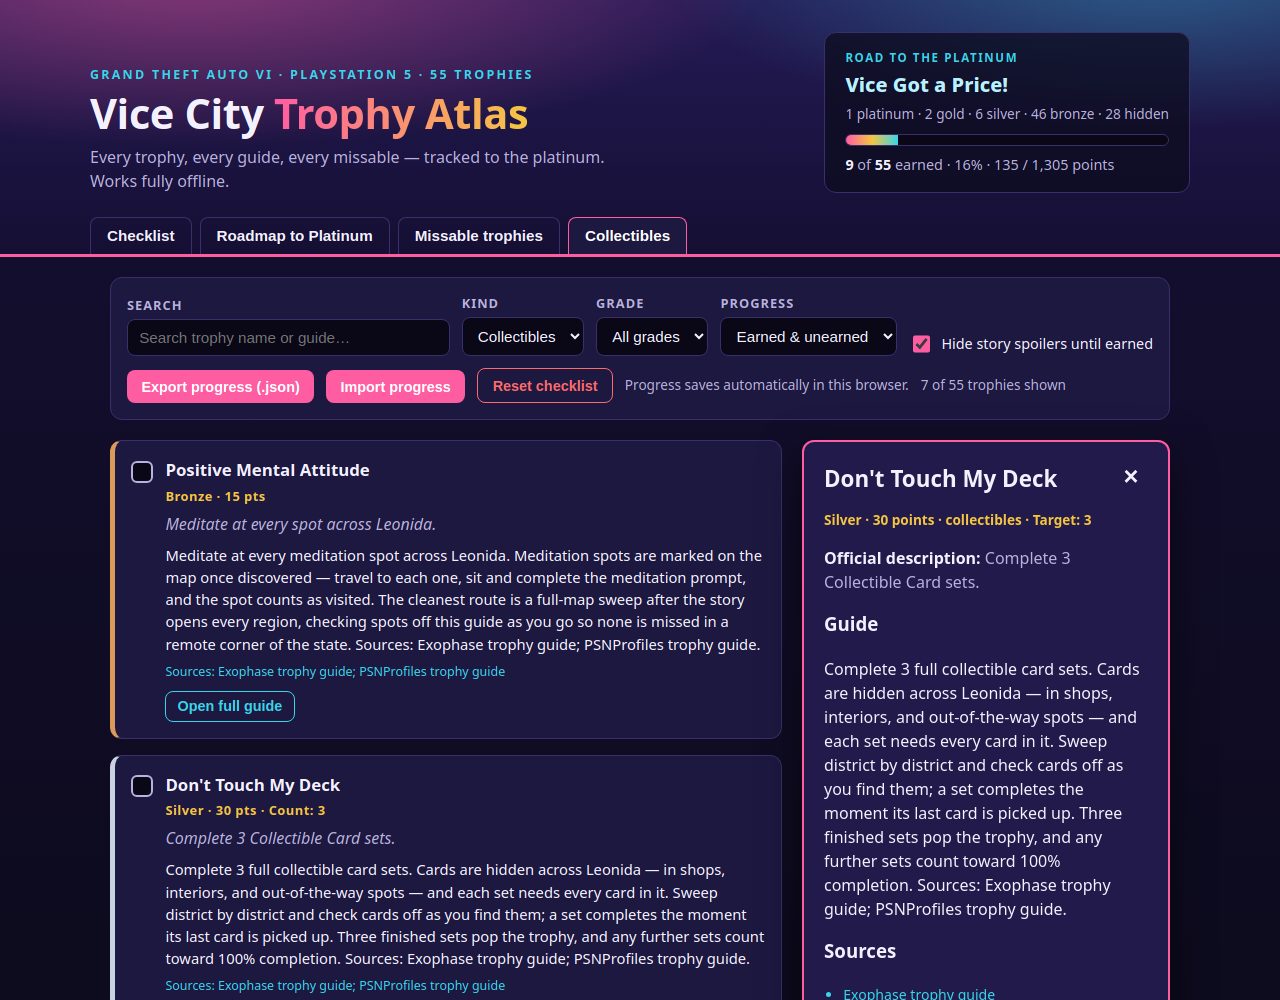 GRAND THEFT AUTO VI · PLAYSTATION 5 · 55 TROPHIES
Vice City Trophy Atlas
Every trophy, every guide, every missable — tracked to the platinum.
Works fully offline.
ROAD TO THE PLATINUM
Vice Got a Price!
1 platinum · 2 gold · 6 silver · 46 bronze · 28 hidden
9 of 55 earned · 16% · 135 / 1,305 points
Checklist
Roadmap to Platinum
Missable trophies
Collectibles
SEARCH
Search trophy name or guide…
KIND
Collectibles
GRADE
All grades
PROGRESS
Earned & unearned
Hide story spoilers until earned
Export progress (.json)
Import progress
Reset checklist
Progress saves automatically in this browser.
7 of 55 trophies shown
Positive Mental Attitude
Bronze · 15 pts
Meditate at every spot across Leonida.
Meditate at every meditation spot across Leonida. Meditation spots are marked on the
map once discovered — travel to each one, sit and complete the meditation prompt,
and the spot counts as visited. The cleanest route is a full-map sweep after the story
opens every region, checking spots off this guide as you go so none is missed in a
remote corner of the state. Sources: Exophase trophy guide; PSNProfiles trophy guide.
Sources: Exophase trophy guide; PSNProfiles trophy guide
Open full guide
Don't Touch My Deck
Silver · 30 pts · Count: 3
Complete 3 Collectible Card sets.
Complete 3 full collectible card sets. Cards are hidden across Leonida — in shops,
interiors, and out-of-the-way spots — and each set needs every card in it. Sweep
district by district and check cards off as you find them; a set completes the moment
its last card is picked up. Three finished sets pop the trophy, and any further sets count
toward 100% completion. Sources: Exophase trophy guide; PSNProfiles trophy guide.
Sources: Exophase trophy guide; PSNProfiles trophy guide
Don't Touch My Deck
✕
Silver · 30 points · collectibles · Target: 3
Official description: Complete 3
Collectible Card sets.
Guide
Complete 3 full collectible card sets. Cards
are hidden across Leonida — in shops,
interiors, and out-of-the-way spots — and
each set needs every card in it. Sweep
district by district and check cards off as
you find them; a set completes the
moment its last card is picked up. Three
finished sets pop the trophy, and any
further sets count toward 100%
completion. Sources: Exophase trophy
guide; PSNProfiles trophy guide.
Sources
Exophase trophy guide